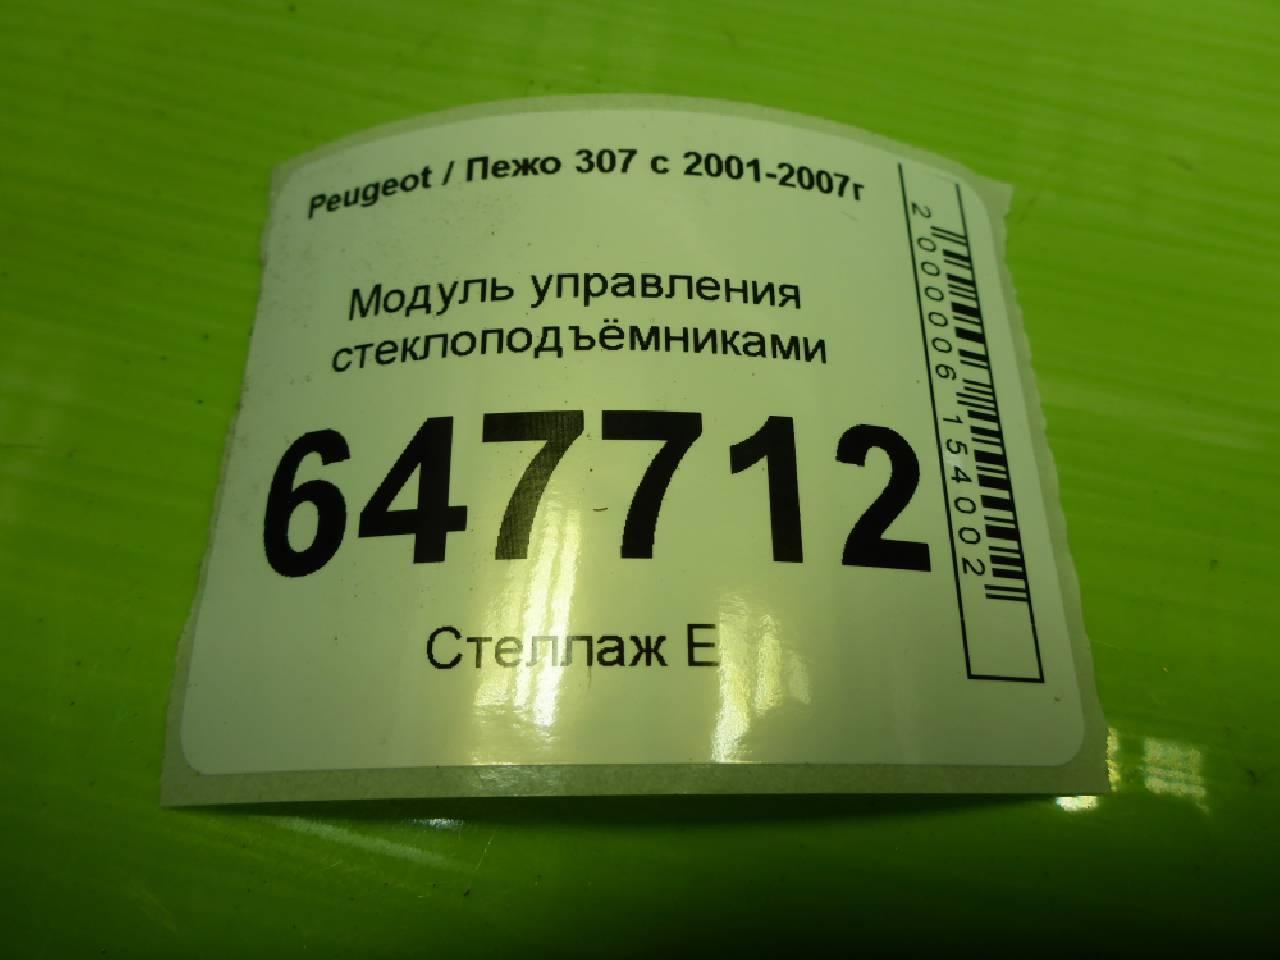 Peugeot / Пежо 307 с 2001-2007г
Модуль управления
стеклоподъёмниками
647712
Стеллаж Е
2000006154002